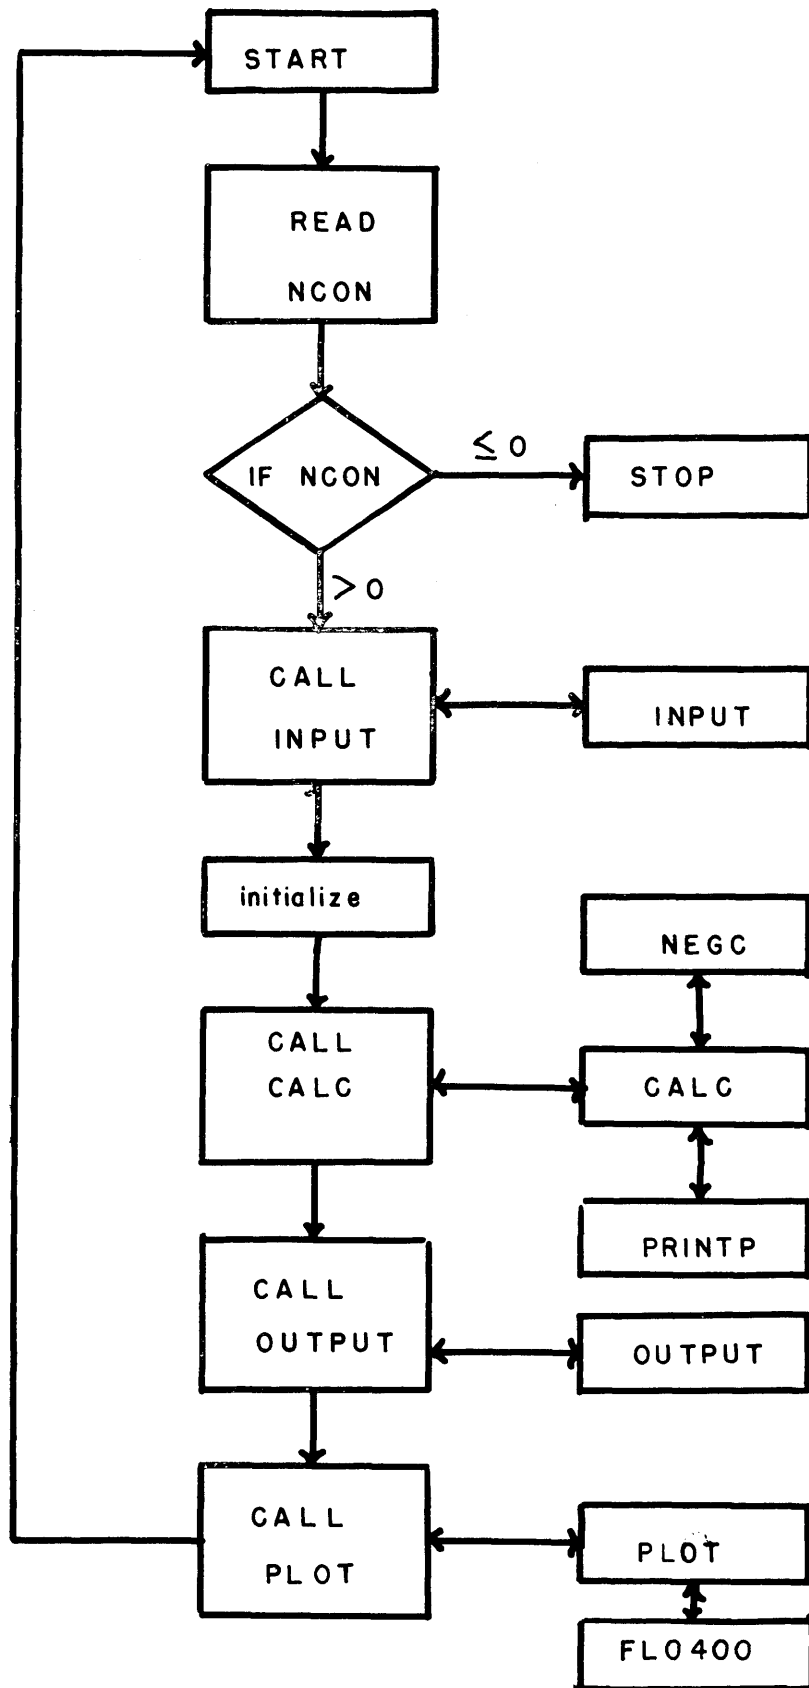 START
READ
NCON
IF NCON
≤ 0
STOP
> 0
CALL
INPUT
INPUT
initialize
NEGC
CALL
CALC
CALC
PRINTP
CALL
OUTPUT
OUTPUT
CALL
PLOT
PLOT
FLO400